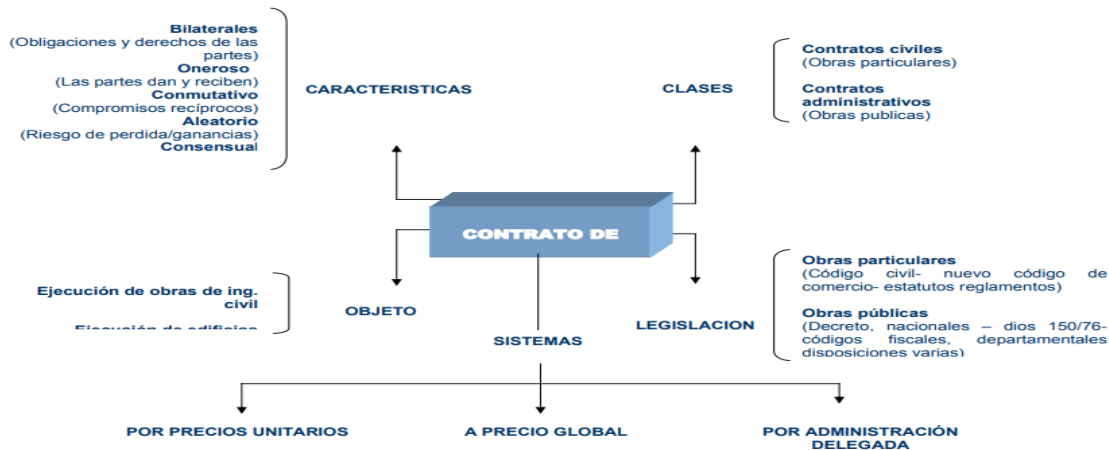 Bilaterales
(Obligaciones y derechos de las
partes)
Oneroso
(Las partes dan y reciben)
Conmutativo
(Compromisos recíprocos)
Aleatorio
(Riesgo de perdida/ganancias)
Consensual
CARACTERISTICAS
CLASES
Contratos civiles
(Obras particulares)
Contratos
administrativos
(Obras publicas)
CONTRATO DE
Ejecución de obras de ing.
civil
Ejecución de edificios
OBJETO
SISTEMAS
LEGISLACION
Obras particulares
(Código civil- nuevo código de
comercio- estatutos reglamentos)
Obras públicas
(Decreto, nacionales – dios 150/76-
códigos fiscales, departamentales
disposiciones varias)
POR PRECIOS UNITARIOS
A PRECIO GLOBAL
POR ADMINISTRACIÓN
DELEGADA